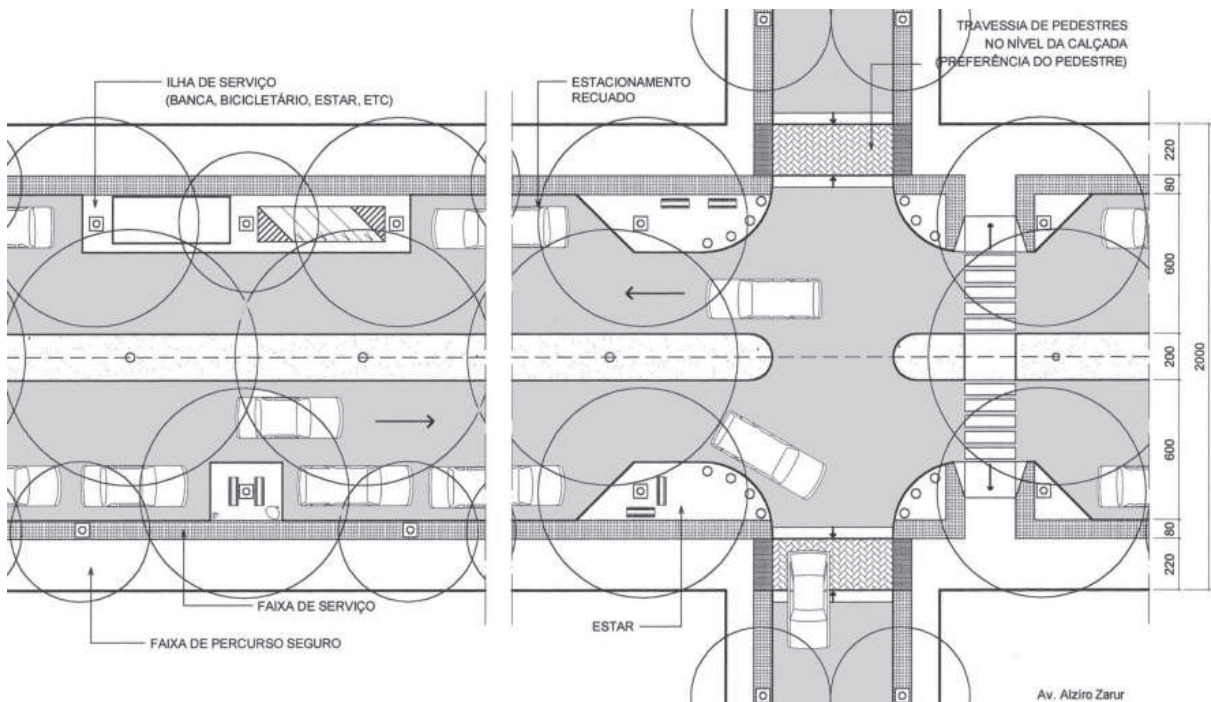 TRAVESSIA DE PEDESTRES
NO NÍVEL DA CALÇADA
(PREFERÊNCIA DO PEDESTRE)
ILHA DE SERVIÇO
(BANCA, BICICLETÁRIO, ESTAR, ETC)
ESTACIONAMENTO
RECUADO
220
80
600
200
2000
600
80
220
FAIXA DE SERVIÇO
ESTAR
FAIXA DE PERCURSO SEGURO
Av. Alziro Zarur